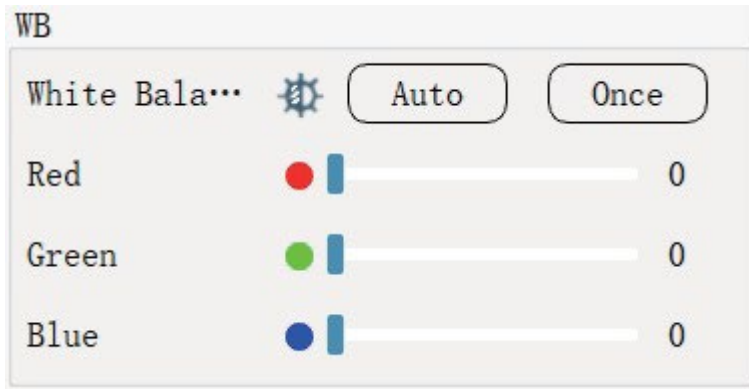 WB
White Bala… Auto Once
Red 0
Green 0
Blue 0